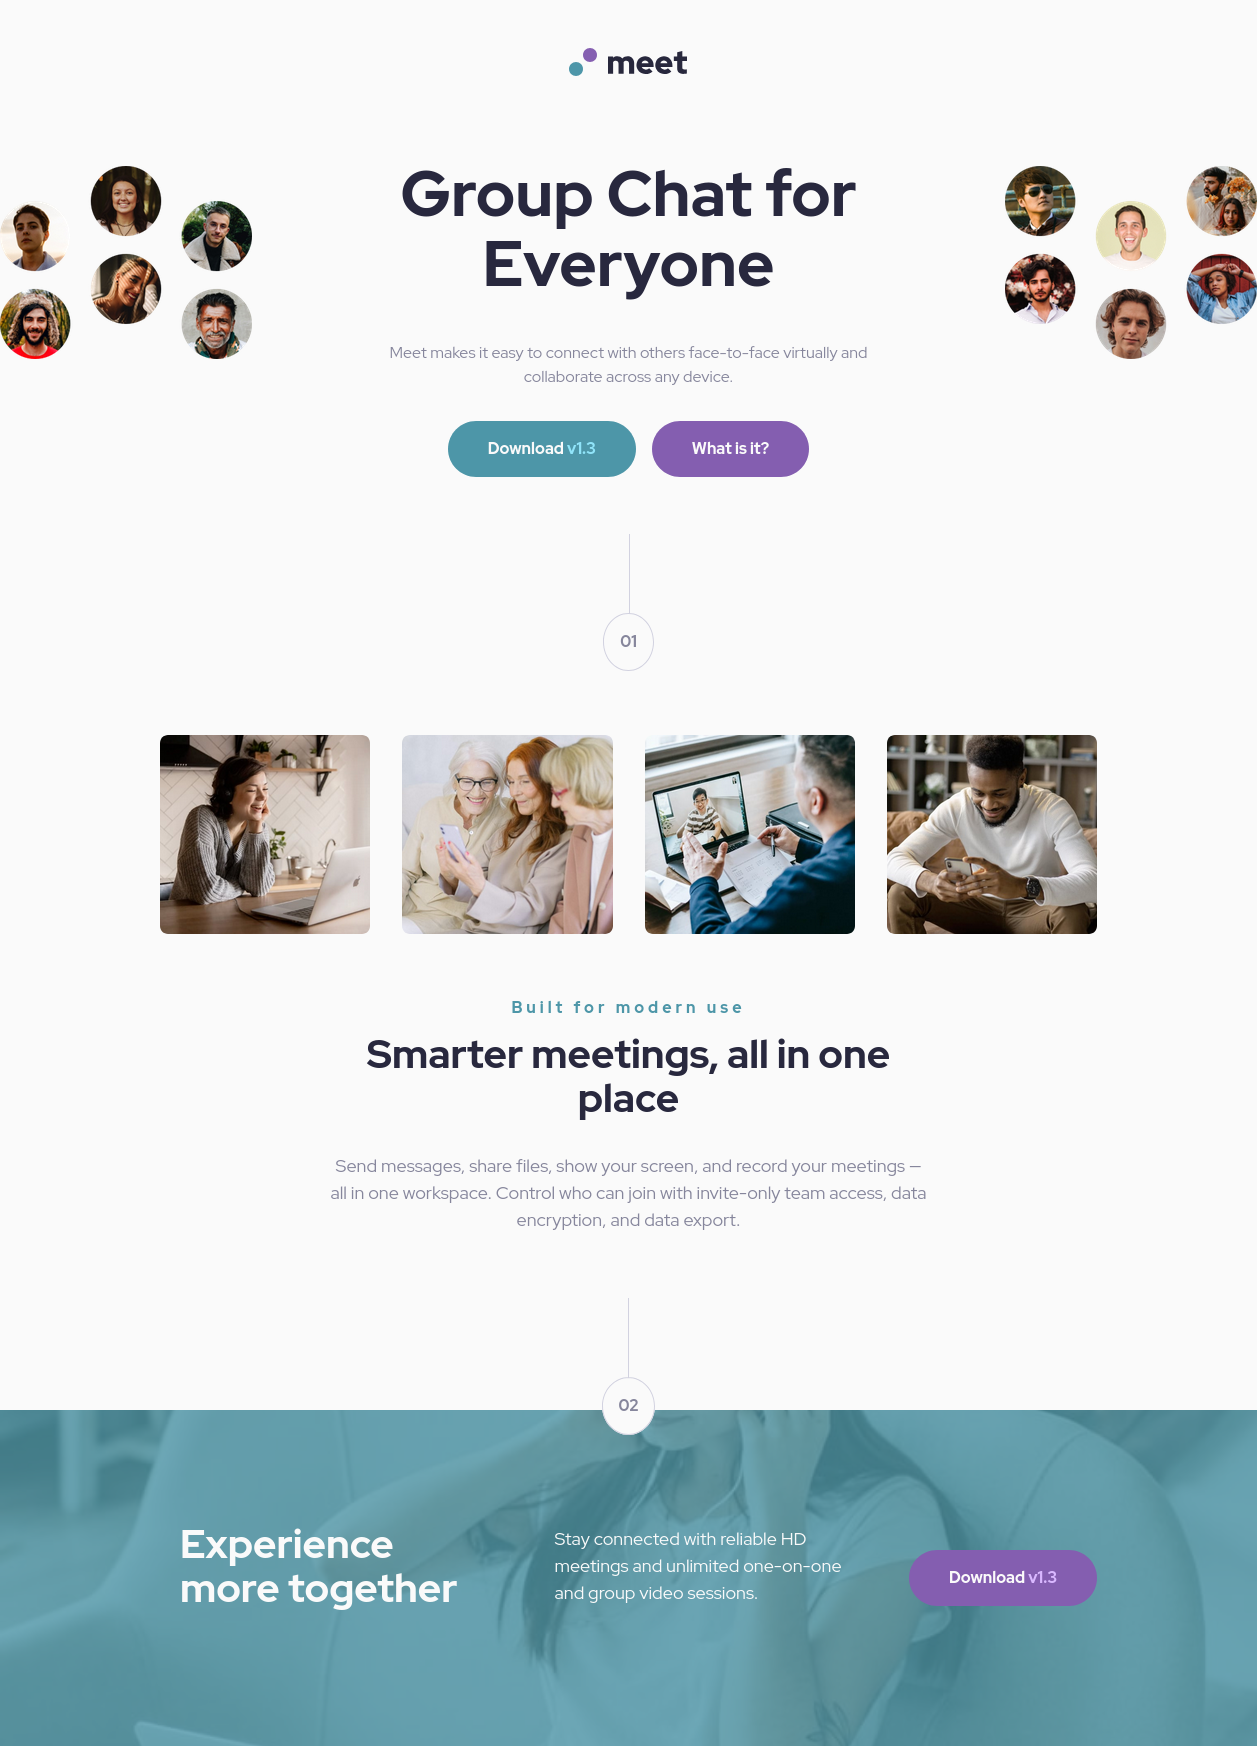 meet
Group Chat for
Everyone
Meet makes it easy to connect with others face-to-face virtually and
collaborate across any device.
Download v1.3
What is it?
01
Built for modern use
Smarter meetings, all in one
place
Send messages, share files, show your screen, and record your meetings —
all in one workspace. Control who can join with invite-only team access, data
encryption, and data export.
02
Experience
more together
Stay connected with reliable HD
meetings and unlimited one-on-one
and group video sessions.
Download v1.3